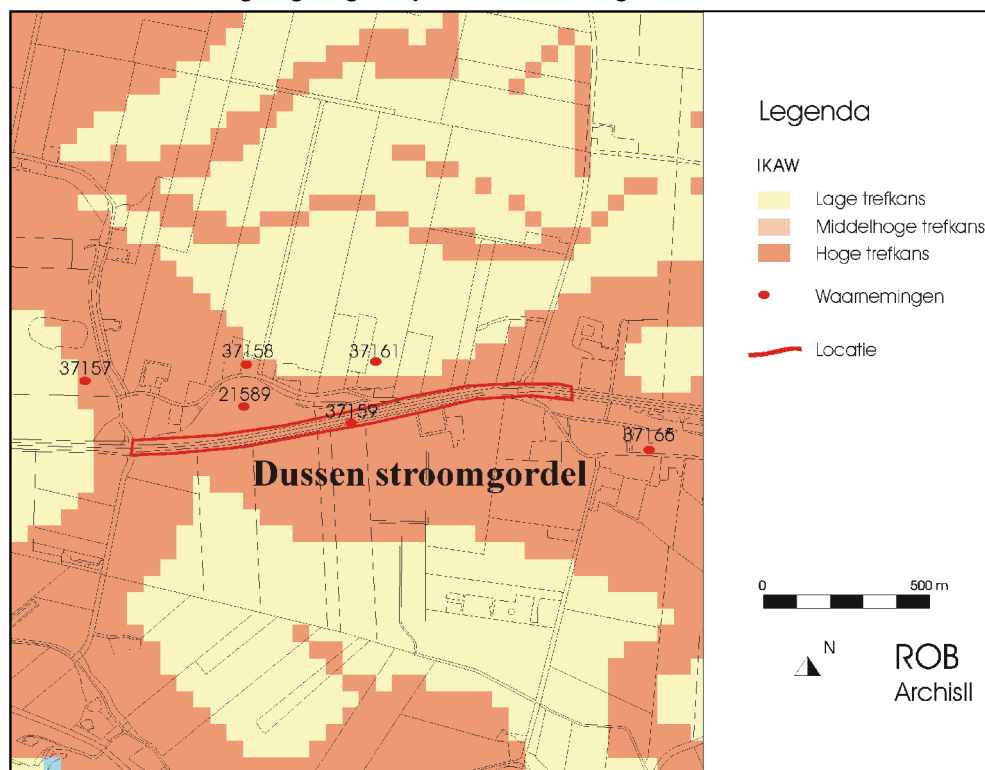 Legenda
IKAW
Lage trefkans
Middelhoge trefkans
Hoge trefkans
Waarnemingen
Locatie
37158
37161
37157
21589
37159
37165
Dussen stroomgordel
0 500 m
N
ROB
ArchisII